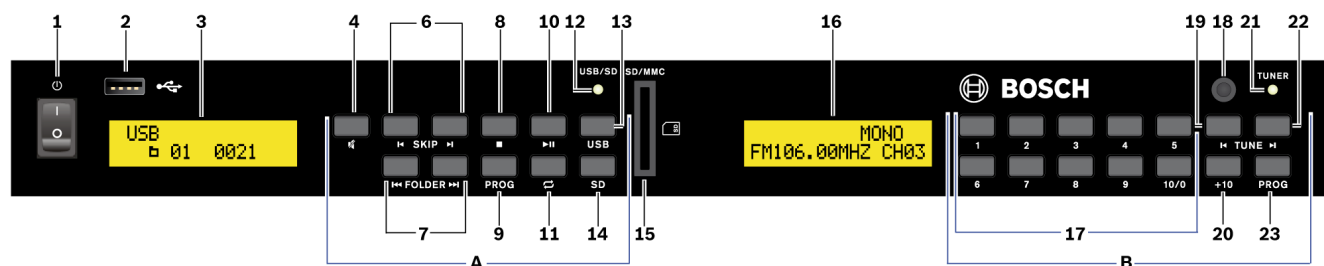 1 2 3 4 6 8 10 12 13 16 19 18 21 22
USB/SD SD/MMC TUNER
BOSCH
I
O
USB
01 0021
MONO
FM106.00MHZ CH03
SKIP USB SD 1 2 3 4 5 TUNE
FOLDER PROG SD 6 7 8 9 10/0 +10 PROG
7 9 11 14 15 17 20 23
A B